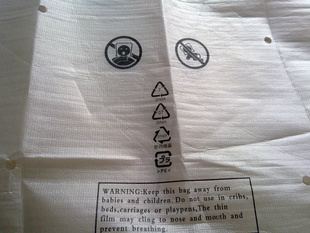 >PE<
WARNING:Keep this bag away from
babies and children. Do not use in cribs,
beds,carriages or playpens,The thin
film may cling to nose and mouth and
prevent breathing.